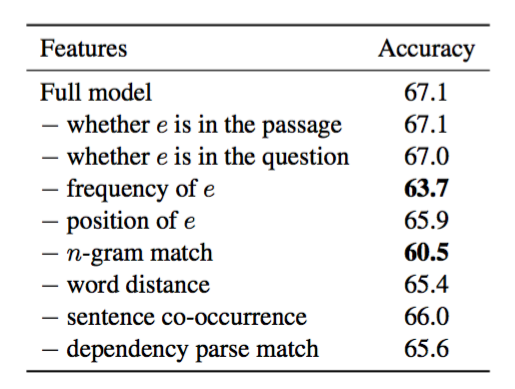 Features Accuracy
Full model 67.1
– whether e is in the passage 67.1
– whether e is in the question 67.0
– frequency of e 63.7
– position of e 65.9
– n-gram match 60.5
– word distance 65.4
– sentence co-occurrence 66.0
– dependency parse match 65.6